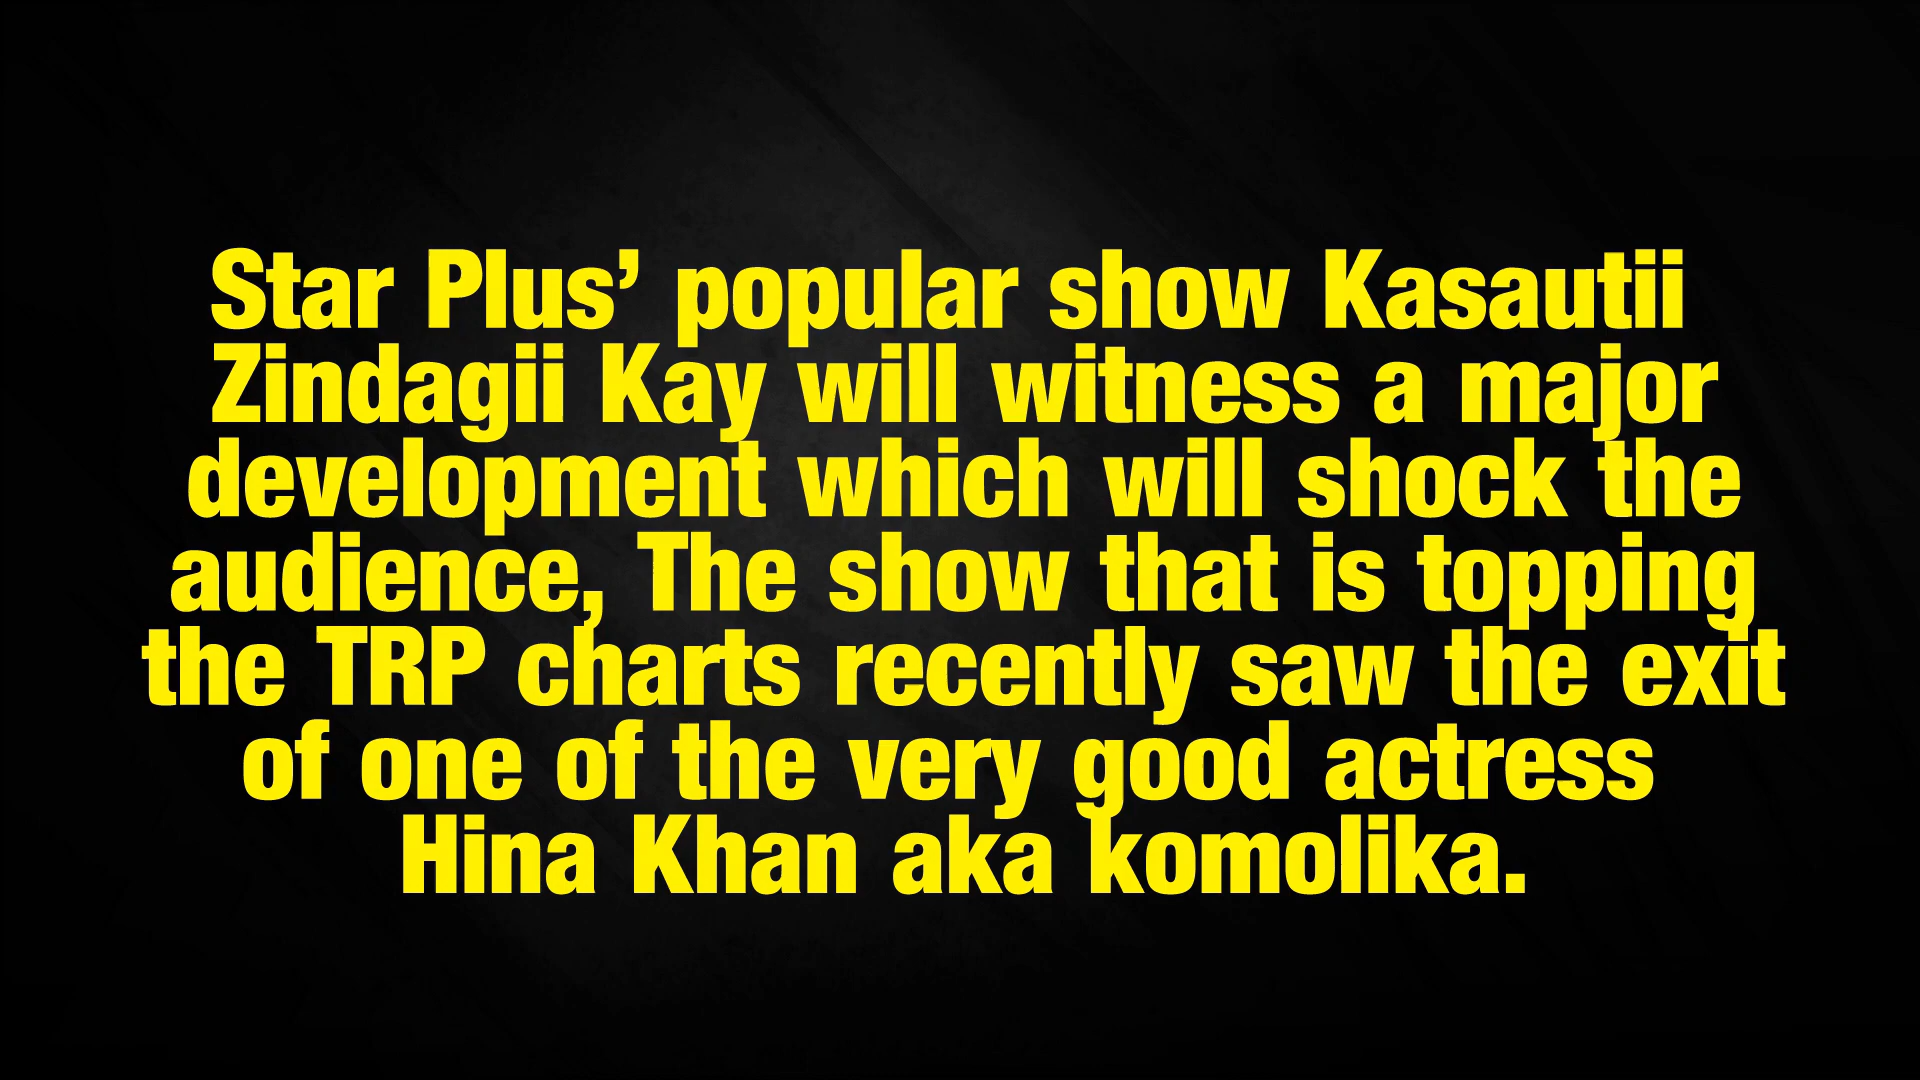 Star Plus’ popular show Kasautii
Zindagii Kay will witness a major
development which will shock the
audience, The show that is topping
the TRP charts recently saw the exit
of one of the very good actress
Hina Khan aka komolika.